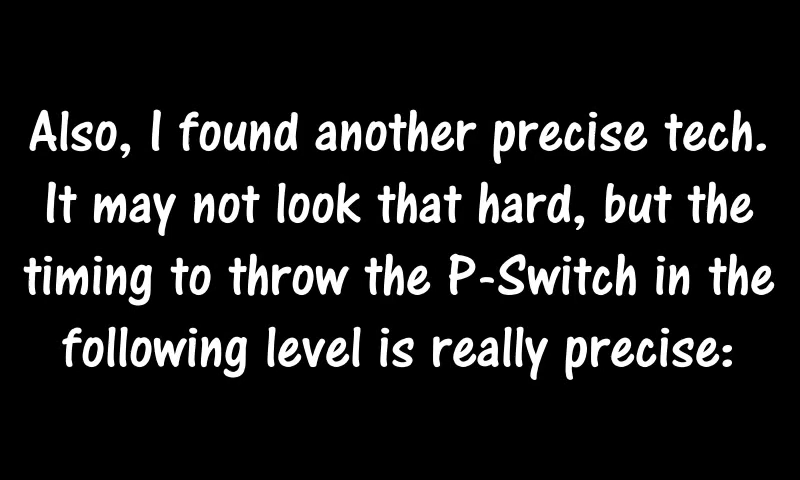 Also, I found another precise tech.
It may not look that hard, but the
timing to throw the P-Switch in the
following level is really precise: